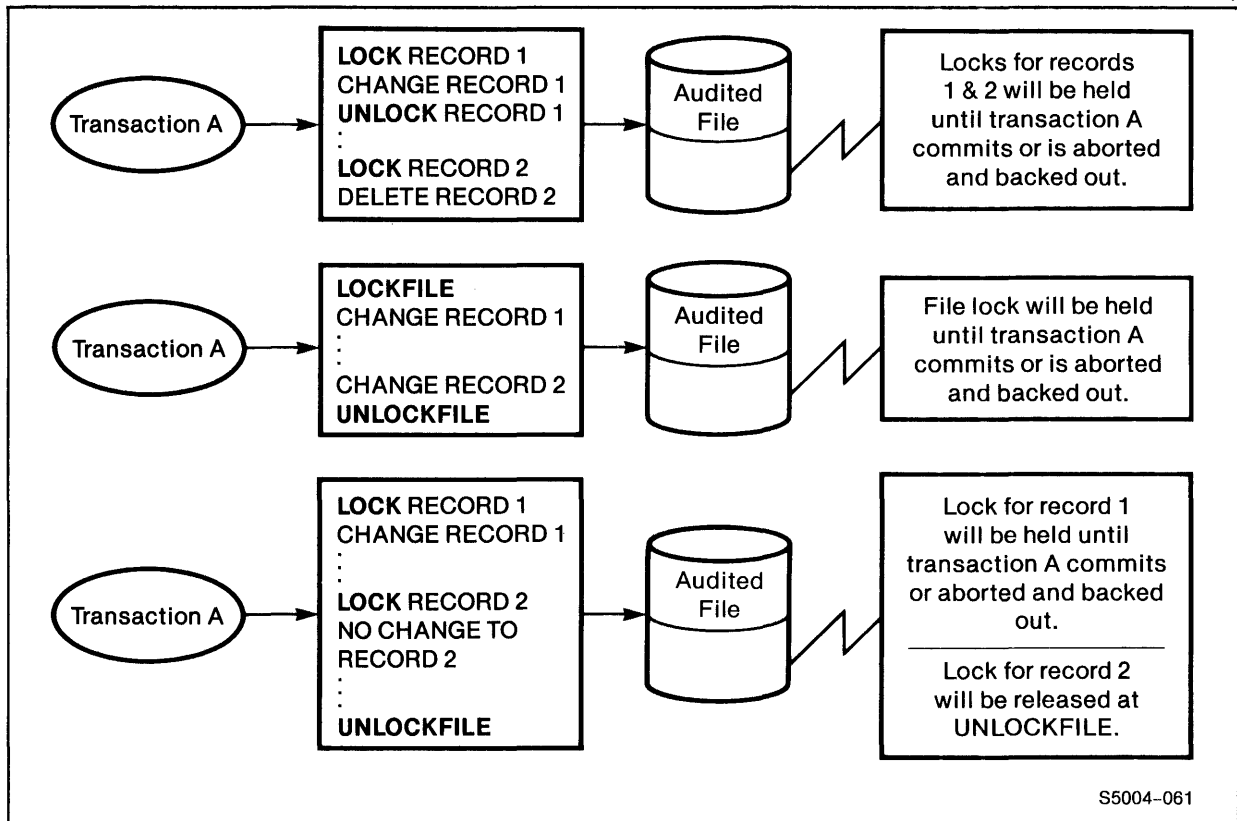 Transaction A
LOCK RECORD 1
CHANGE RECORD 1
UNLOCK RECORD 1
.
.
LOCK RECORD 2
DELETE RECORD 2
Audited
File
Locks for records
1 & 2 will be held
until transaction A
commits or is aborted
and backed out.
Transaction A
LOCKFILE
CHANGE RECORD 1
.
.
.
CHANGE RECORD 2
UNLOCKFILE
Audited
File
File lock will be held
until transaction A
commits or is aborted
and backed out.
Transaction A
LOCK RECORD 1
CHANGE RECORD 1
.
.
.
LOCK RECORD 2
NO CHANGE TO
RECORD 2
.
.
.
UNLOCKFILE
Audited
File
Lock for record 1
will be held until
transaction A commits
or aborted and backed
out.
Lock for record 2
will be released at
UNLOCKFILE.
S5004-061